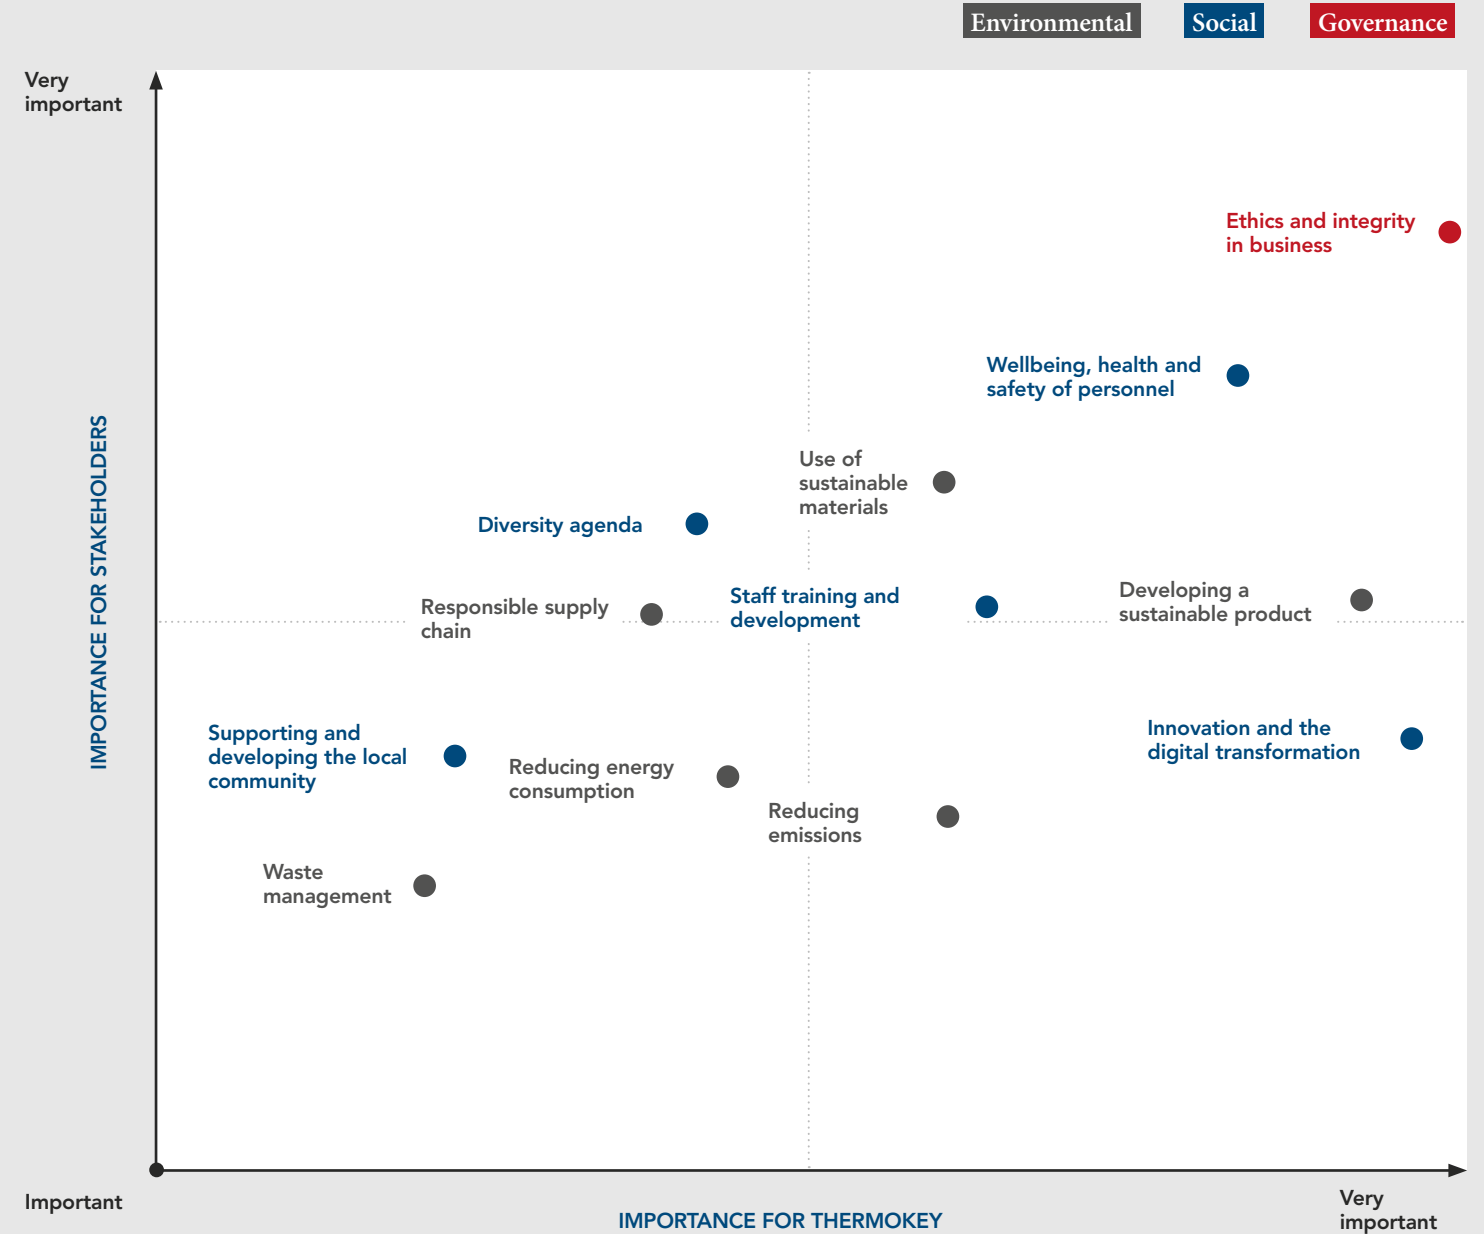 Environmental
Social
Governance
Very
important
Ethics and integrity
in business
Wellbeing, health and
safety of personnel
Use of
sustainable
materials
Diversity agenda
Staff training and
development
Developing a
sustainable product
Responsible supply
chain
IMPORTANCE FOR STAKEHOLDERS
Supporting and
developing the local
community
Innovation and the
digital transformation
Reducing energy
consumption
Reducing
emissions
Waste
management
Important
IMPORTANCE FOR THERMOKEY
Very
important